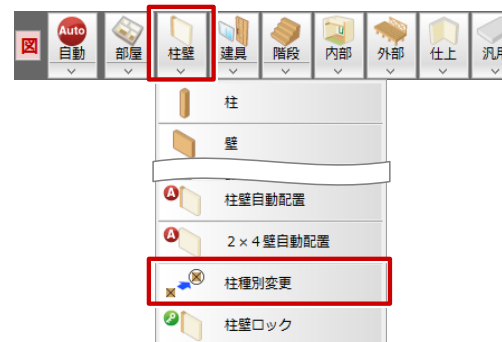 図
Auto
自動 部屋 柱壁 建具 階段 内部 外部 仕上 汎用
柱
壁
A 柱壁自動配置
A 2×4壁自動配置
柱種別変更
柱壁ロック